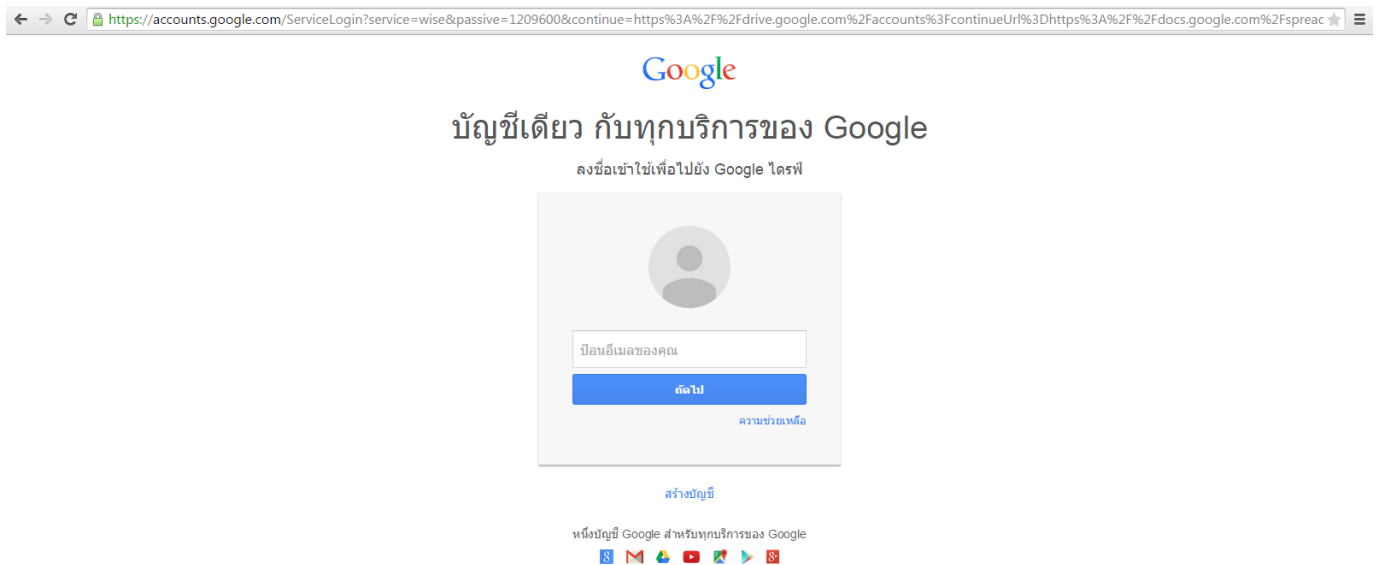 https://accounts.google.com/ServiceLogin?service=wise&passive=1209600&continue=https%3A%2F%2Fdrive.google.com%2Faccounts%3FcontinueUrl%3Dhttps%3A%2F%2Fdocs.google.com%2Fspreac
Google
บัญชีเดียว กับทุกบริการของ Google
ลงชื่อเข้าใช้เพื่อไปยัง Google ไดรฟ์
ป้อนอีเมลของคุณ
ถัดไป
ความช่วยเหลือ
สร้างบัญชี
หนึ่งบัญชี Google สำหรับทุกบริการของ Google